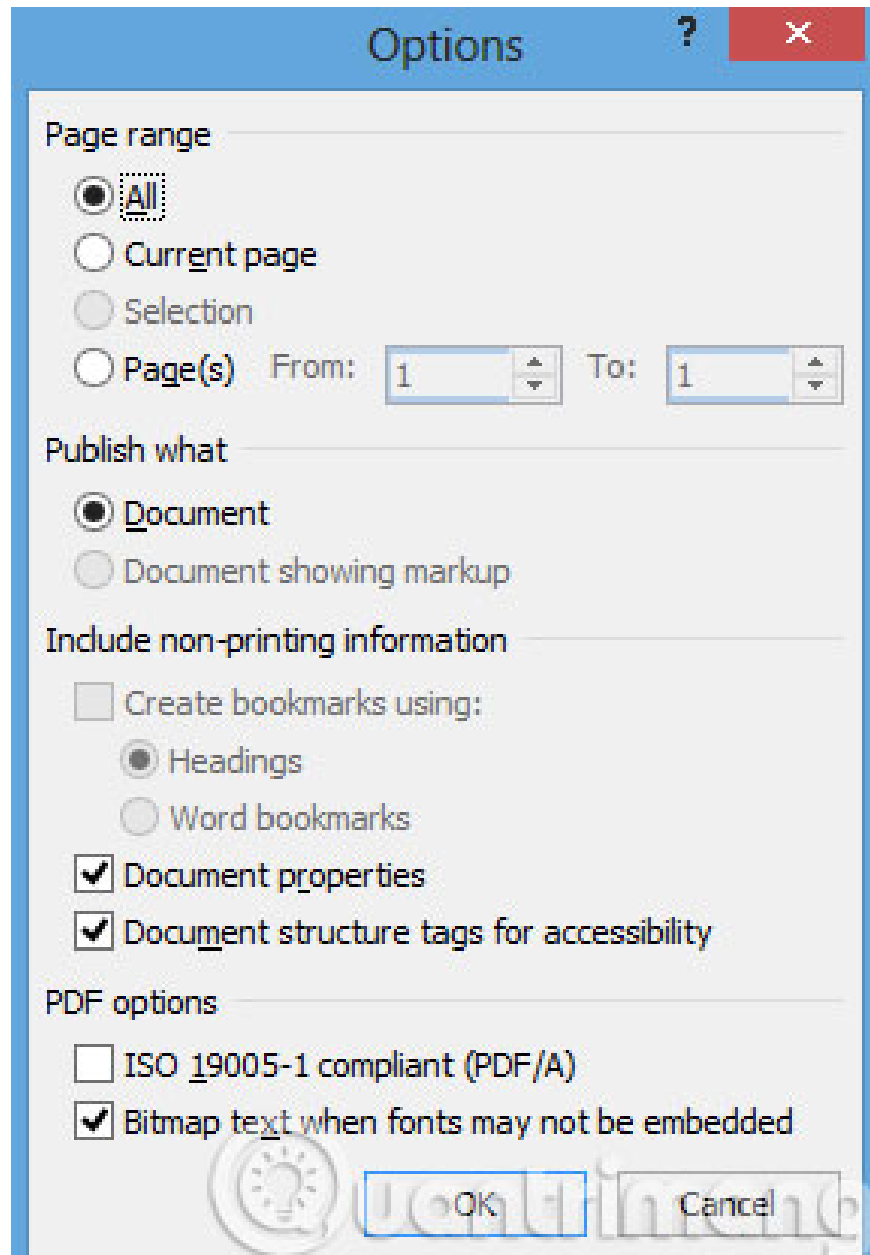 Options ?
Page range
All
Current page
Selection
Page(s) From: 1 To: 1
Publish what
Document
Document showing markup
Include non-printing information
Create bookmarks using:
Headings
Word bookmarks
Document properties
Document structure tags for accessibility
PDF options
ISO 19005-1 compliant (PDF/A)
Bitmap text when fonts may not be embedded
OK Cancel
Quantrimang